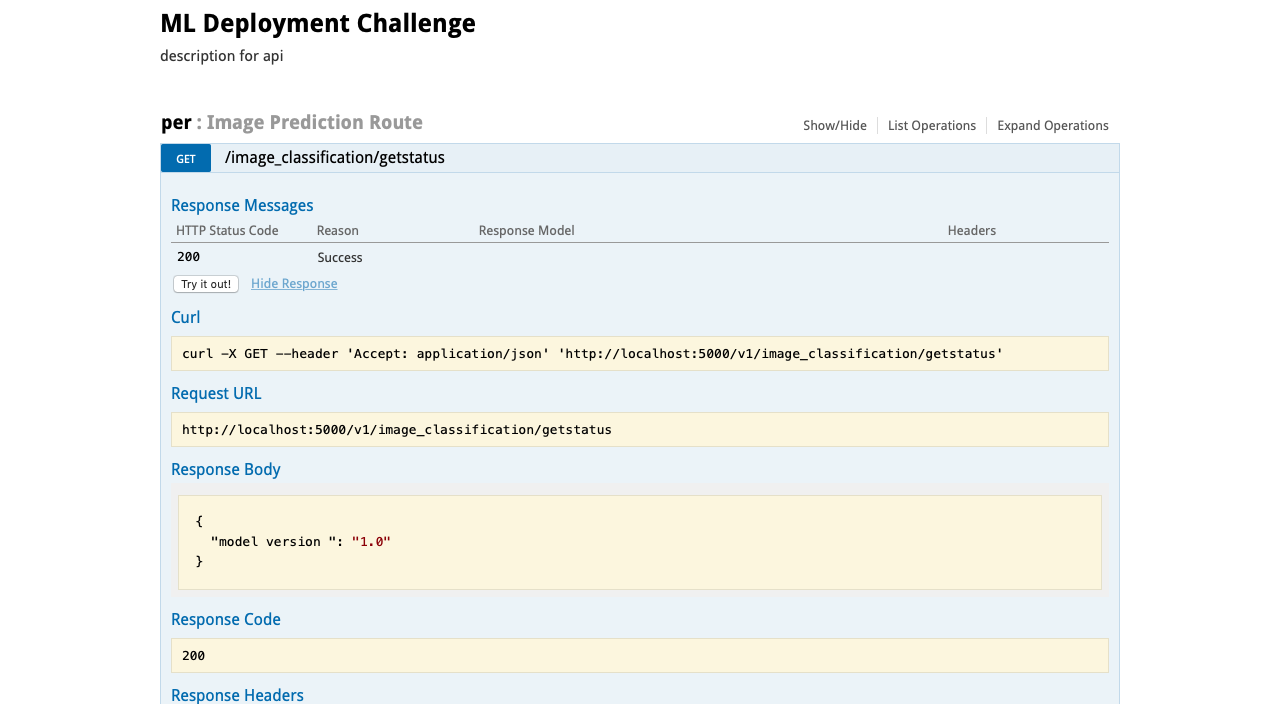 ML Deployment Challenge
description for api
per : Image Prediction Route
Show/Hide List Operations Expand Operations
GET /image_classification/getstatus
Response Messages
HTTP Status Code Reason Response Model Headers
200 Success
Try it out! Hide Response
Curl
curl -X GET --header 'Accept: application/json' 'http://localhost:5000/v1/image_classification/getstatus'
Request URL
http://localhost:5000/v1/image_classification/getstatus
Response Body
{
"model version ": "1.0"
}
Response Code
200
Response Headers